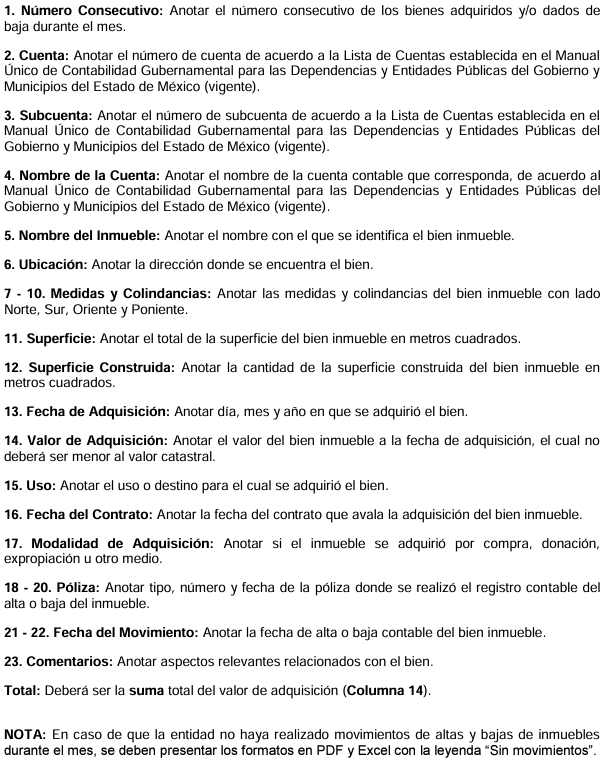 1. Número Consecutivo: Anotar el número consecutivo de los bienes adquiridos y/o dados de
baja durante el mes.
2. Cuenta: Anotar el número de cuenta de acuerdo a la Lista de Cuentas establecida en el Manual
Único de Contabilidad Gubernamental para las Dependencias y Entidades Públicas del Gobierno y
Municipios del Estado de México (vigente).
3. Subcuenta: Anotar el número de subcuenta de acuerdo a la Lista de Cuentas establecida en el
Manual Único de Contabilidad Gubernamental para las Dependencias y Entidades Públicas del
Gobierno y Municipios del Estado de México (vigente).
4. Nombre de la Cuenta: Anotar el nombre de la cuenta contable que corresponda, de acuerdo al
Manual Único de Contabilidad Gubernamental para las Dependencias y Entidades Públicas del
Gobierno y Municipios del Estado de México (vigente).
5. Nombre del Inmueble: Anotar el nombre con el que se identifica el bien inmueble.
6. Ubicación: Anotar la dirección donde se encuentra el bien.
7 - 10. Medidas y Colindancias: Anotar las medidas y colindancias del bien inmueble con lado
Norte, Sur, Oriente y Poniente.
11. Superficie: Anotar el total de la superficie del bien inmueble en metros cuadrados.
12. Superficie Construida: Anotar la cantidad de la superficie construida del bien inmueble en
metros cuadrados.
13. Fecha de Adquisición: Anotar día, mes y año en que se adquirió el bien.
14. Valor de Adquisición: Anotar el valor del bien inmueble a la fecha de adquisición, el cual no
deberá ser menor al valor catastral.
15. Uso: Anotar el uso o destino para el cual se adquirió el bien.
16. Fecha del Contrato: Anotar la fecha del contrato que avala la adquisición del bien inmueble.
17. Modalidad de Adquisición: Anotar si el inmueble se adquirió por compra, donación,
expropiación u otro medio.
18 - 20. Póliza: Anotar tipo, número y fecha de la póliza donde se realizó el registro contable del
alta o baja del inmueble.
21 - 22. Fecha del Movimiento: Anotar la fecha de alta o baja contable del bien inmueble.
23. Comentarios: Anotar aspectos relevantes relacionados con el bien.
Total: Deberá ser la suma total del valor de adquisición (Columna 14).
NOTA: En caso de que la entidad no haya realizado movimientos de altas y bajas de inmuebles
durante el mes, se deben presentar los formatos en PDF y Excel con la leyenda “Sin movimientos”.